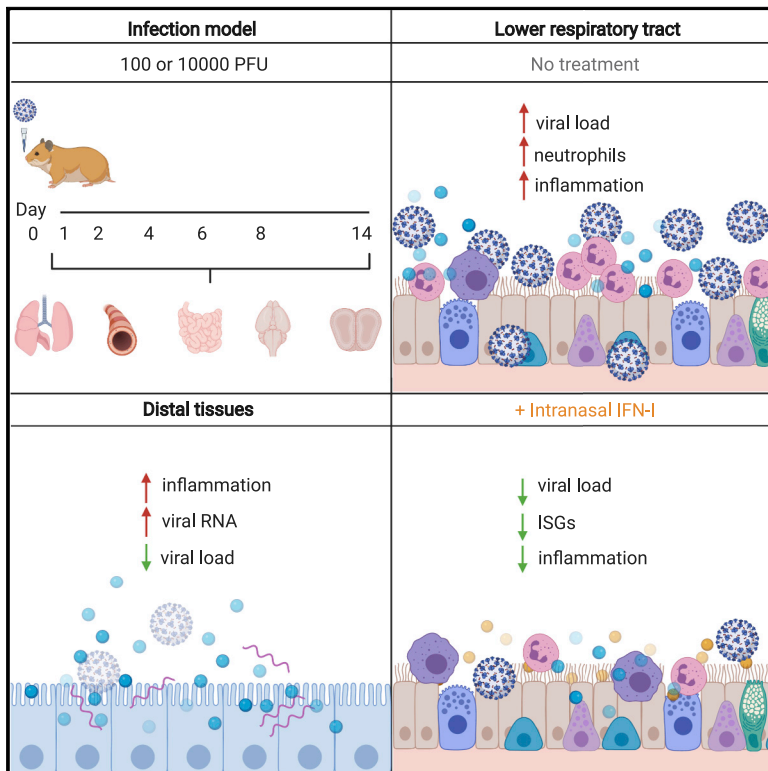 Infection model
100 or 10000 PFU
Day
0 1 2 4 6 8 14
Lower respiratory tract
No treatment
viral load
neutrophils
inflammation
Distal tissues
inflammation
viral RNA
viral load
+ Intranasal IFN-I
viral load
ISGs
inflammation